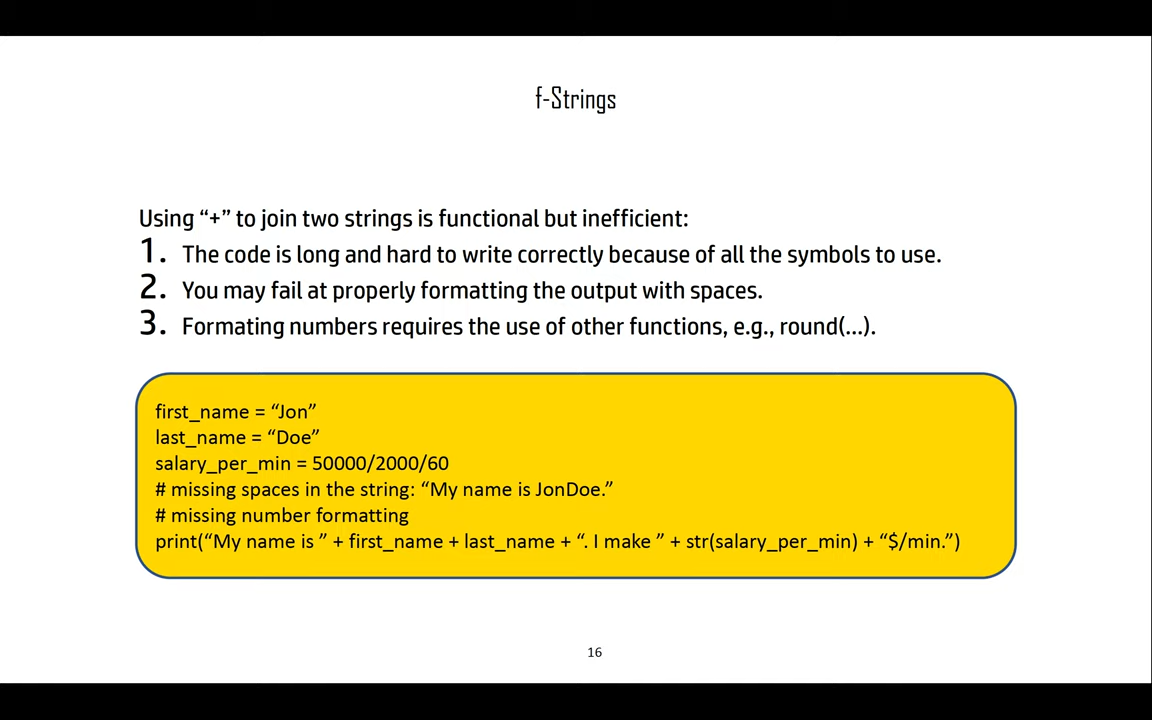 f-Strings
Using “+” to join two strings is functional but inefficient:
1. The code is long and hard to write correctly because of all the symbols to use.
2. You may fail at properly formatting the output with spaces.
3. Formating numbers requires the use of other functions, e.g., round(...).
first_name = “Jon”
last_name = “Doe”
salary_per_min = 50000/2000/60
# missing spaces in the string: “My name is JonDoe.”
# missing number formatting
print(“My name is ” + first_name + last_name + “. I make ” + str(salary_per_min) + “$/min.”)
16